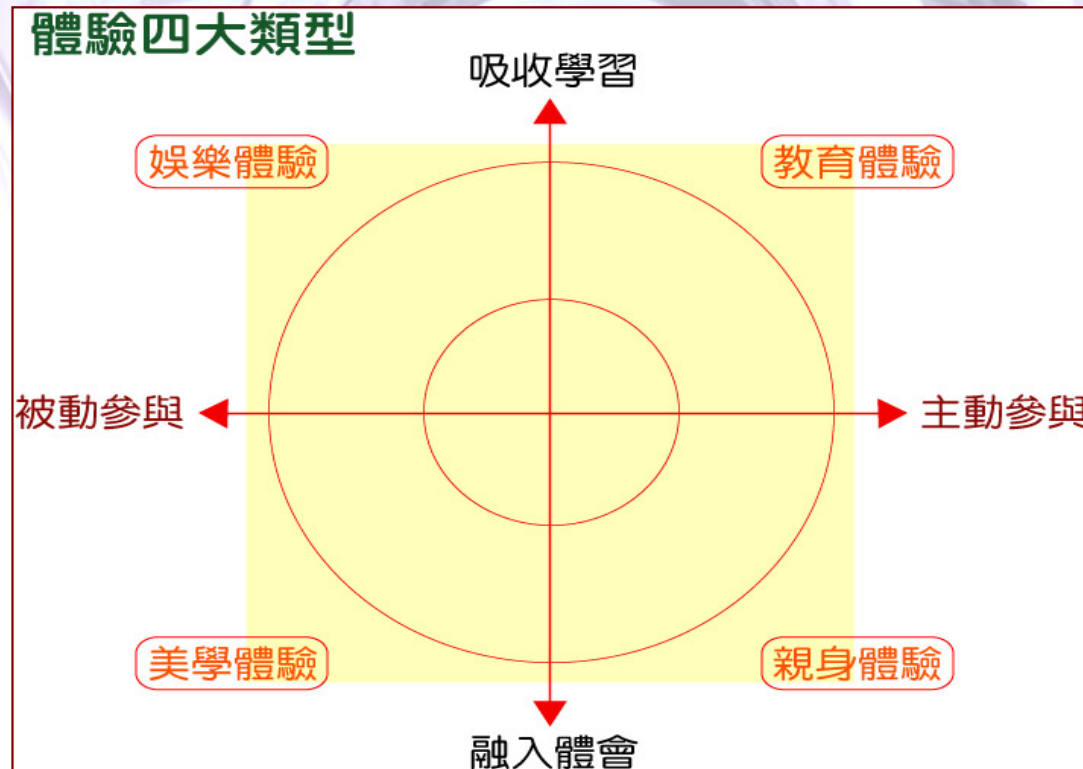 體驗四大類型
吸收學習
娛樂體驗
教育體驗
被動參與
主動參與
美學體驗
親身體驗
融入體會